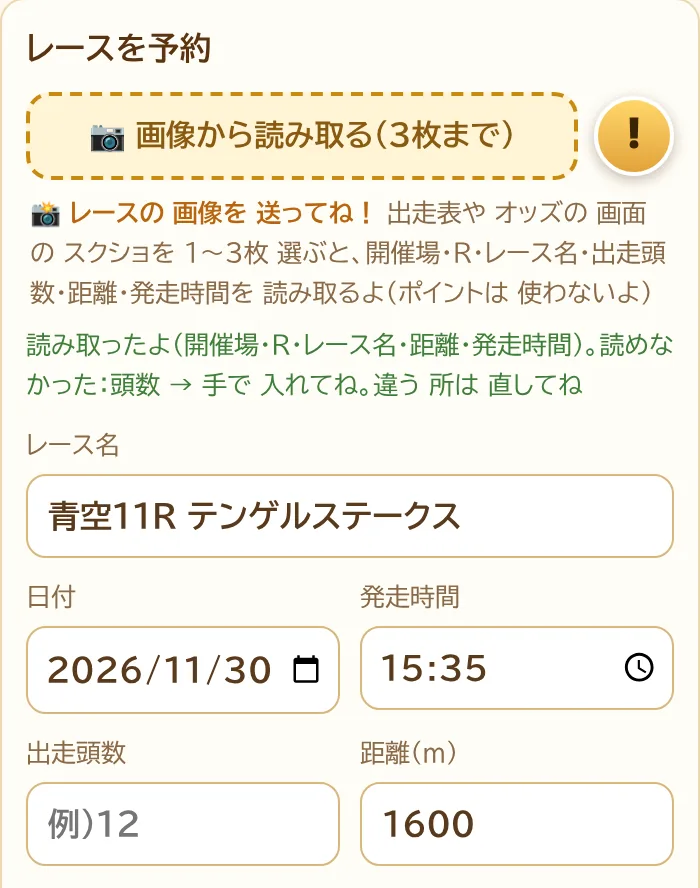 レースを予約
📷 画像から読み取る(3枚まで)
!
📸 レースの 画像を 送ってね! 出走表や オッズの 画面
の スクショを 1〜3枚 選ぶと、開催場・R・レース名・出走頭
数・距離・発走時間を 読み取るよ(ポイントは 使わないよ)
読み取ったよ(開催場・R・レース名・距離・発走時間)。読めな
かった:頭数 → 手で 入れてね。違う 所は 直してね
レース名
青空11R テンゲルステークス
日付 発走時間
2026/11/30 15:35
出走頭数 距離(m)
例)12 1600